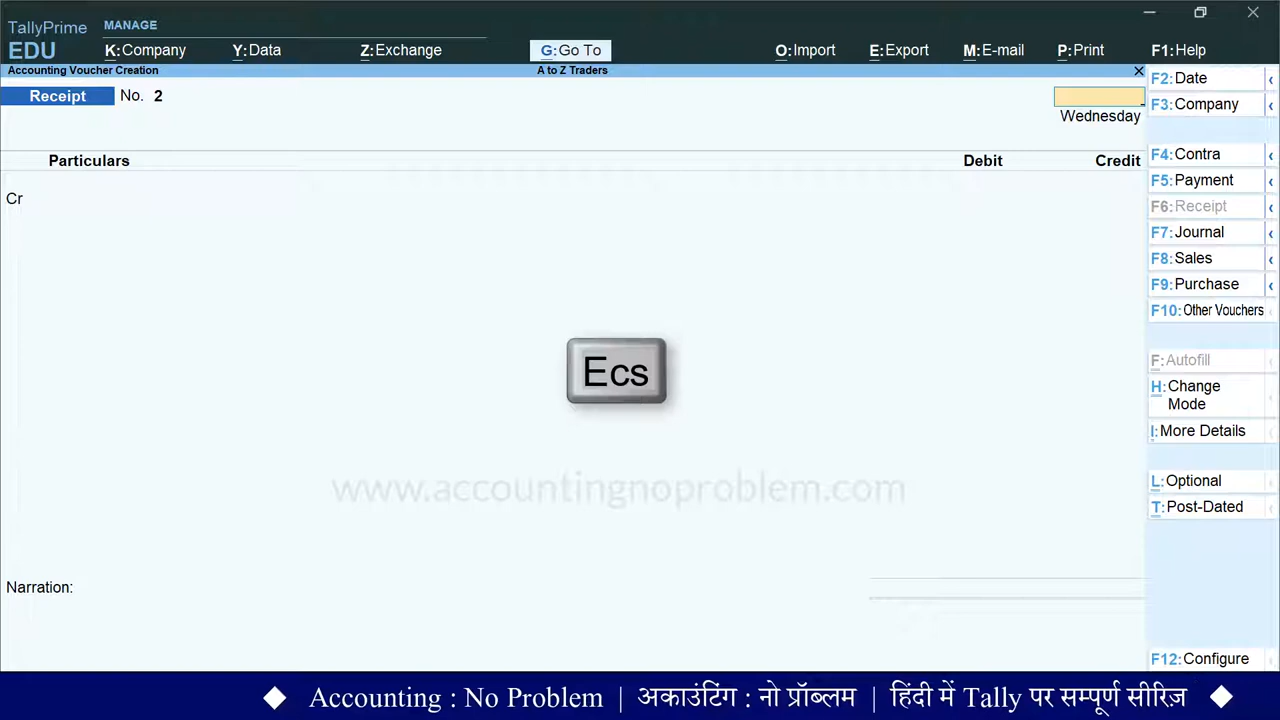 TallyPrime
EDU
MANAGE
K:Company Y:Data Z:Exchange G:Go To O:Import E:Export M:E-mail P:Print F1:Help
Accounting Voucher Creation A to Z Traders
Receipt No. 2
Wednesday
Particulars Debit Credit
Cr
Ecs
www.accountingnoproblem.com
Narration:
F2:Date
F3:Company
F4:Contra
F5:Payment
F6:Receipt
F7:Journal
F8:Sales
F9:Purchase
F10:Other Vouchers
F:Autofill
H:Change
Mode
I:More Details
L:Optional
T:Post-Dated
F12:Configure
Accounting : No Problem | अकाउंटिंग : नो प्रॉब्लम | हिंदी में Tally पर सम्पूर्ण सीरिज़